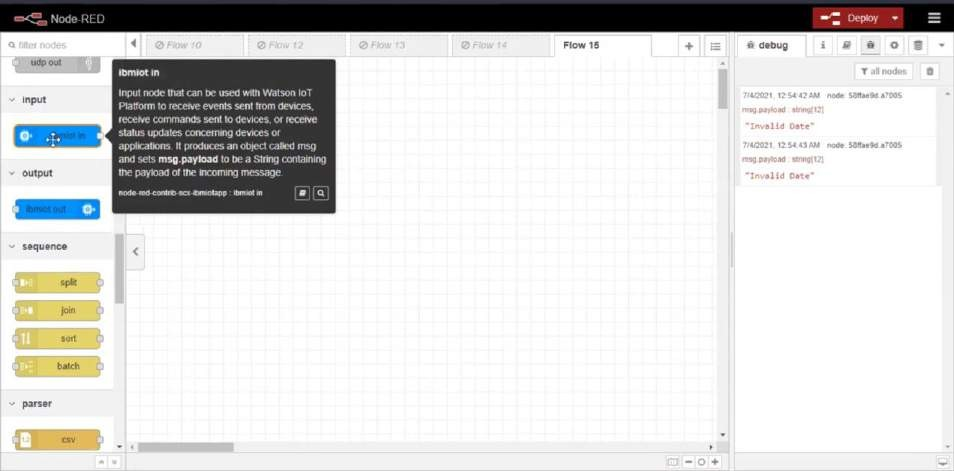 Node-RED
Deploy
filter nodes
Flow 10
Flow 12
Flow 13
Flow 14
Flow 15
debug
i
udp out
all nodes
input
ibmiot in
ibmiot in
Input node that can be used with Watson IoT
Platform to receive events sent from devices,
receive commands sent to devices, or receive
status updates concerning devices or
applications. It produces an object called msg
and sets msg.payload to be a String containing
the payload of the incoming message.
node-red-contrib-scx-ibmiotapp : ibmiot in
7/4/2021, 12:54:42 AM node: 58ffae9d.a7005
msg.payload : string[12]
"Invalid Date"
7/4/2021, 12:54:43 AM node: 58ffae9d.a7005
msg.payload : string[12]
"Invalid Date"
output
ibmiot out
sequence
split
join
sort
batch
parser
csv